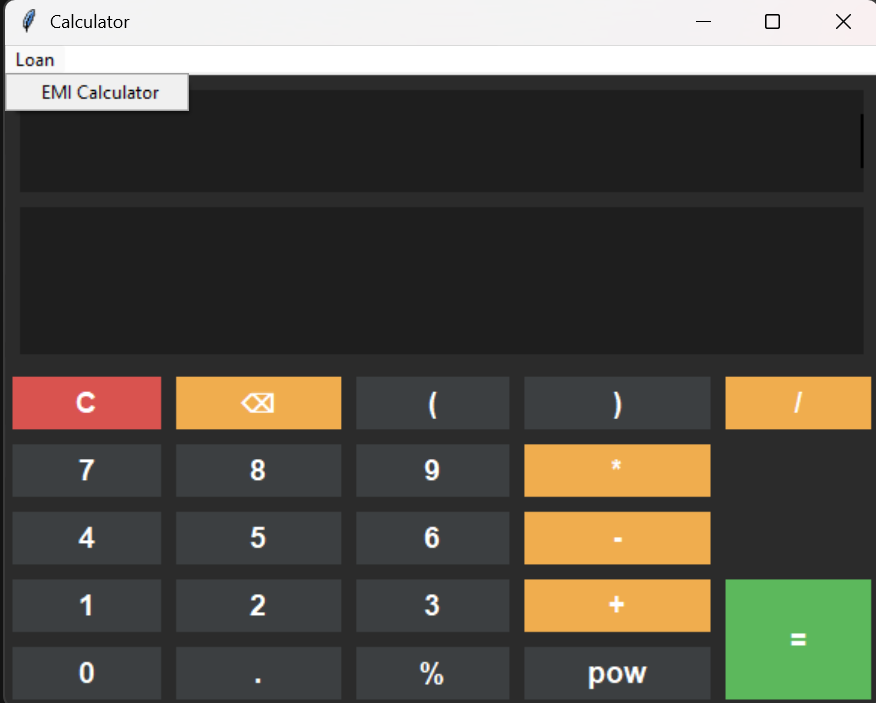 Calculator
Loan
EMI Calculator
C ⌫ ( ) /
7 8 9 *
4 5 6 -
1 2 3 +
=
0 . % pow